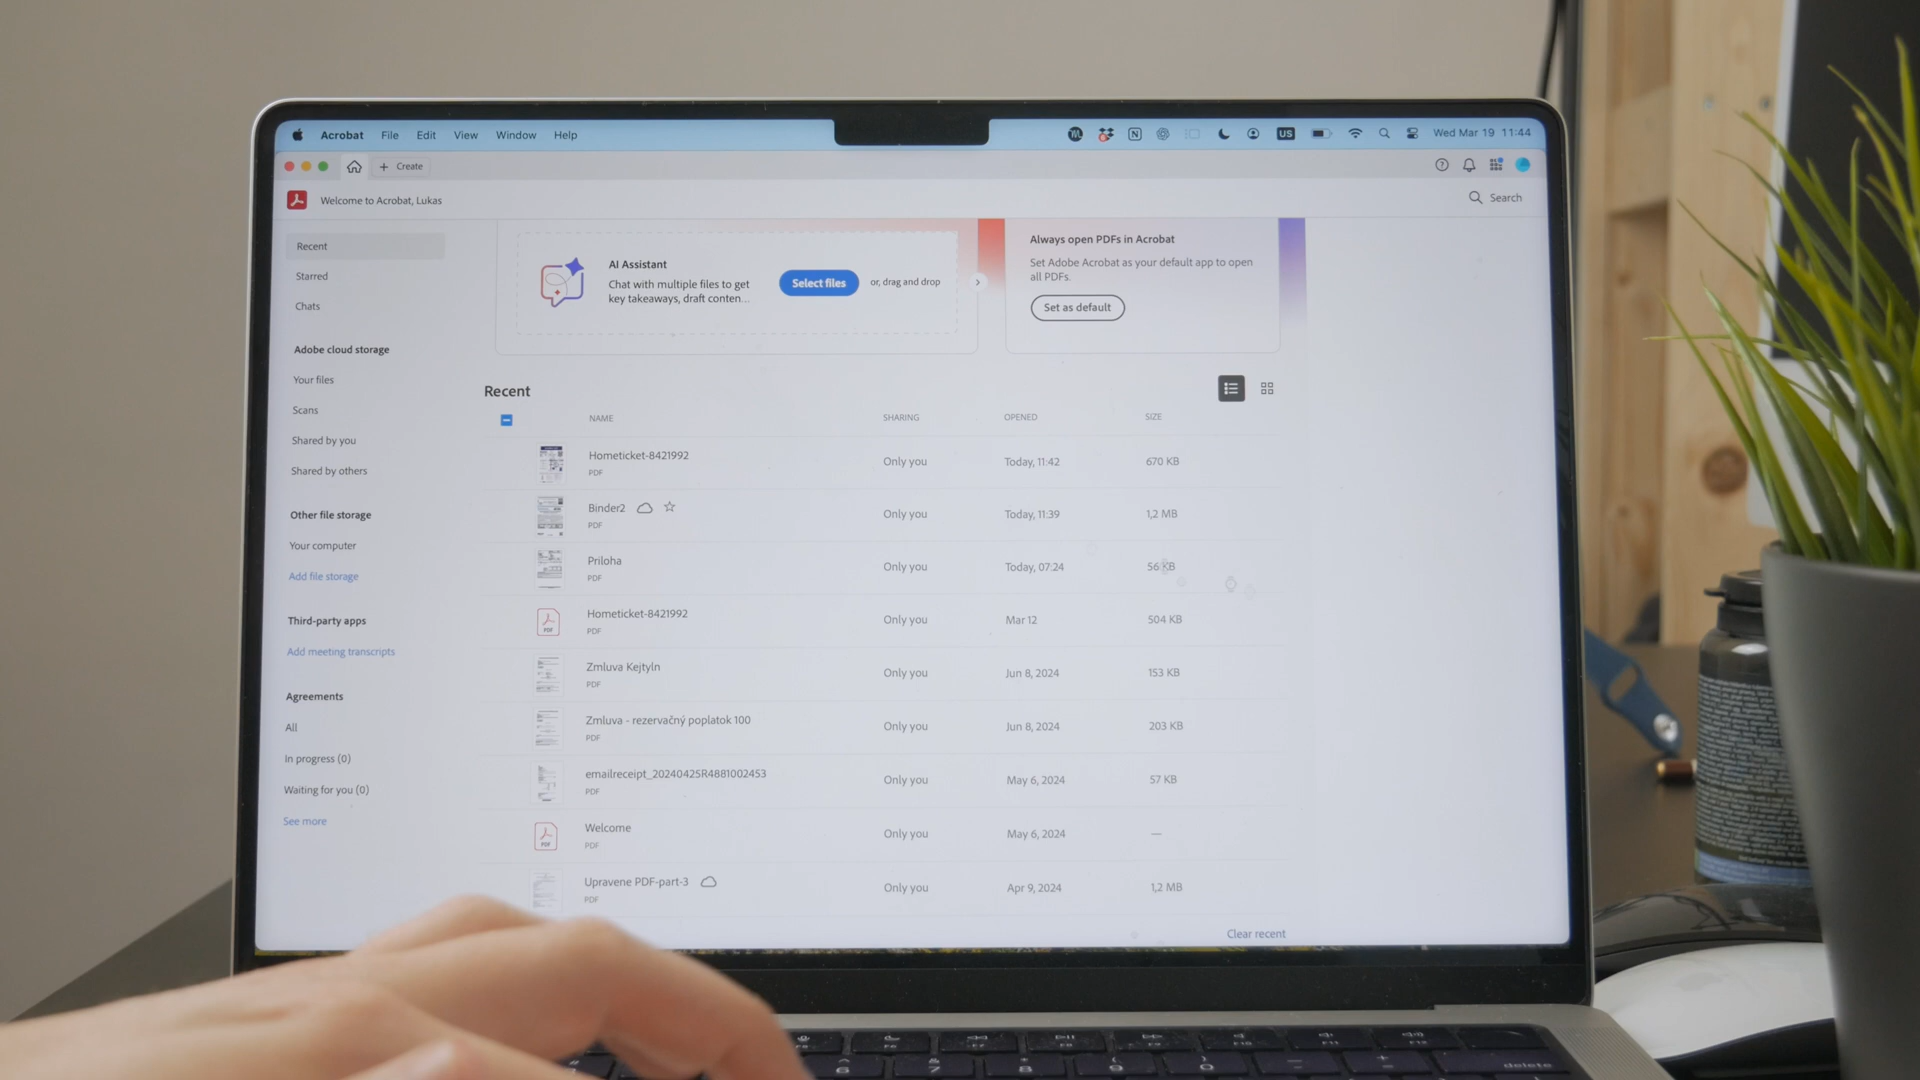 Acrobat File Edit View Window Help
US Wed Mar 19 11:44
+ Create
Welcome to Acrobat, Lukas
Search
Recent
Starred
Chats
Adobe cloud storage
Your files
Scans
Shared by you
Shared by others
Other file storage
Your computer
Add file storage
Third-party apps
Add meeting transcripts
Agreements
All
In progress (0)
Waiting for you (0)
See more
AI Assistant
Chat with multiple files to get
key takeaways, draft conten...
Select files
or, drag and drop
Always open PDFs in Acrobat
Set Adobe Acrobat as your default app to open
all PDFs.
Set as default
Recent
NAME SHARING OPENED SIZE
Hometicket-8421992 Only you Today, 11:42 670 KB
PDF
Binder2 Only you Today, 11:39 1,2 MB
PDF
Priloha Only you Today, 07:24 56 KB
PDF
Hometicket-8421992 Only you Mar 12 504 KB
PDF
Zmluva Kejtyln Only you Jun 8, 2024 153 KB
PDF
Zmluva - rezervačný poplatok 100 Only you Jun 8, 2024 203 KB
PDF
emailreceipt_20240425R4881002453 Only you May 6, 2024 57 KB
PDF
Welcome Only you May 6, 2024 —
PDF
Upravene PDF-part-3 Only you Apr 9, 2024 1,2 MB
PDF
Clear recent
6 7 8 9 0
delete